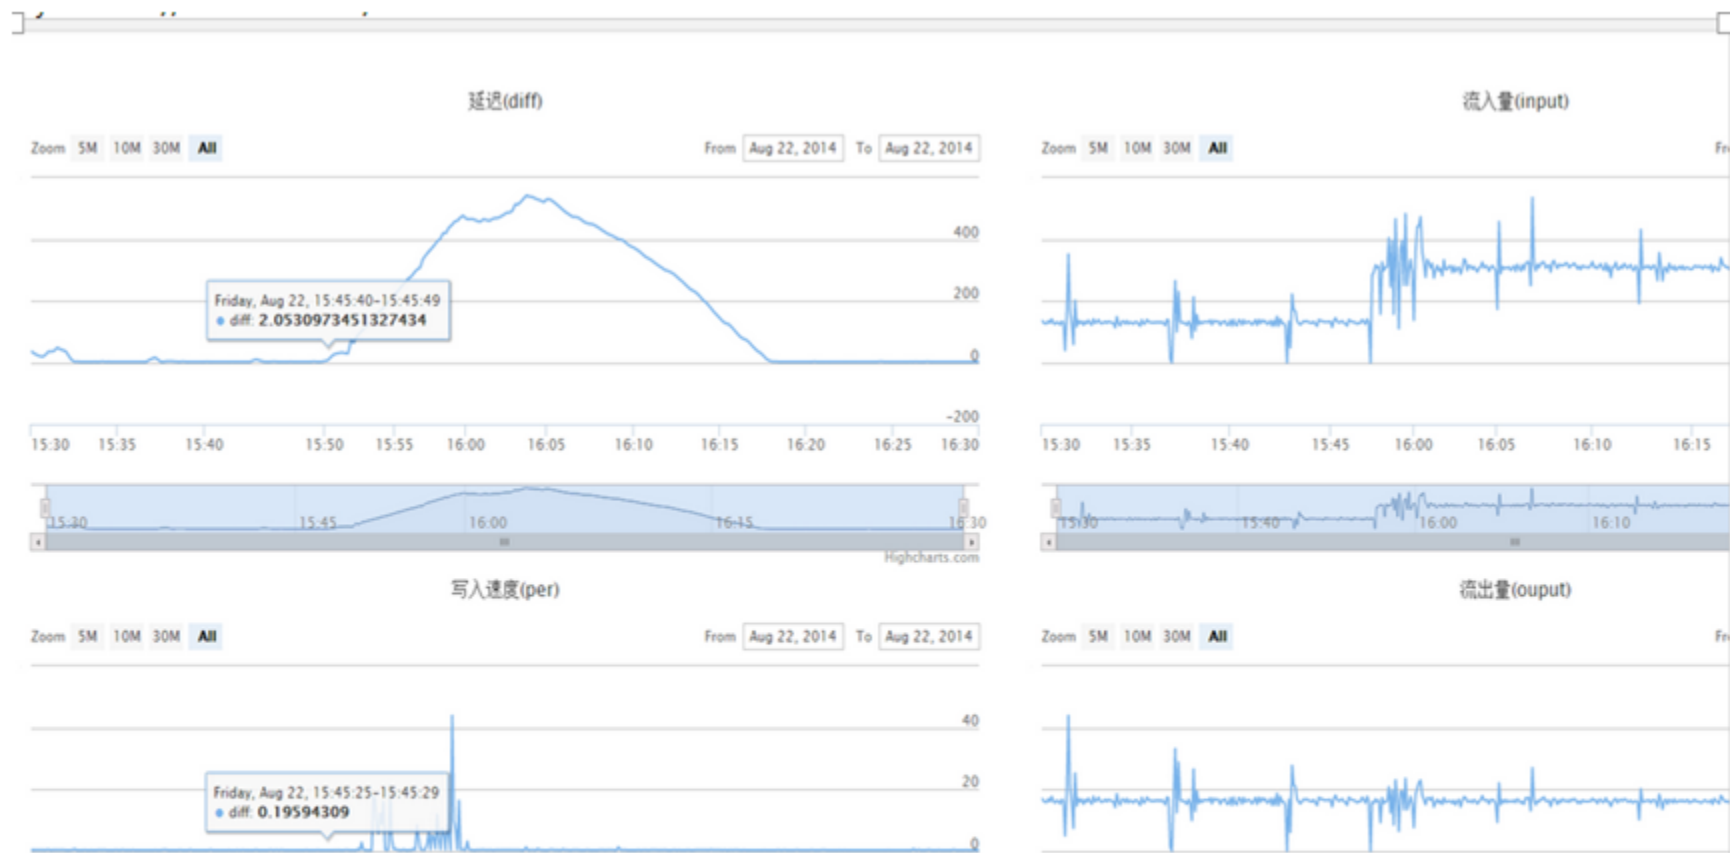 延迟(diff)
Zoom 5M 10M 30M All From Aug 22, 2014 To Aug 22, 2014
400
200
0
-200
Friday, Aug 22, 15:45:40-15:45:49
diff: 2.0530973451327434
15:30 15:35 15:40 15:50 15:55 16:00 16:05 16:10 16:15 16:20 16:25 16:30
15:30 15:45 16:00 16:15 16:30
Highcharts.com
流入量(input)
Zoom 5M 10M 30M All
15:30 15:35 15:40 15:45 16:00 16:05 16:10 16:15
15:30 15:40 16:00 16:10
写入速度(per)
Zoom 5M 10M 30M All From Aug 22, 2014 To Aug 22, 2014
40
20
0
Friday, Aug 22, 15:45:25-15:45:29
diff: 0.19594309
流出量(ouput)
Zoom 5M 10M 30M All